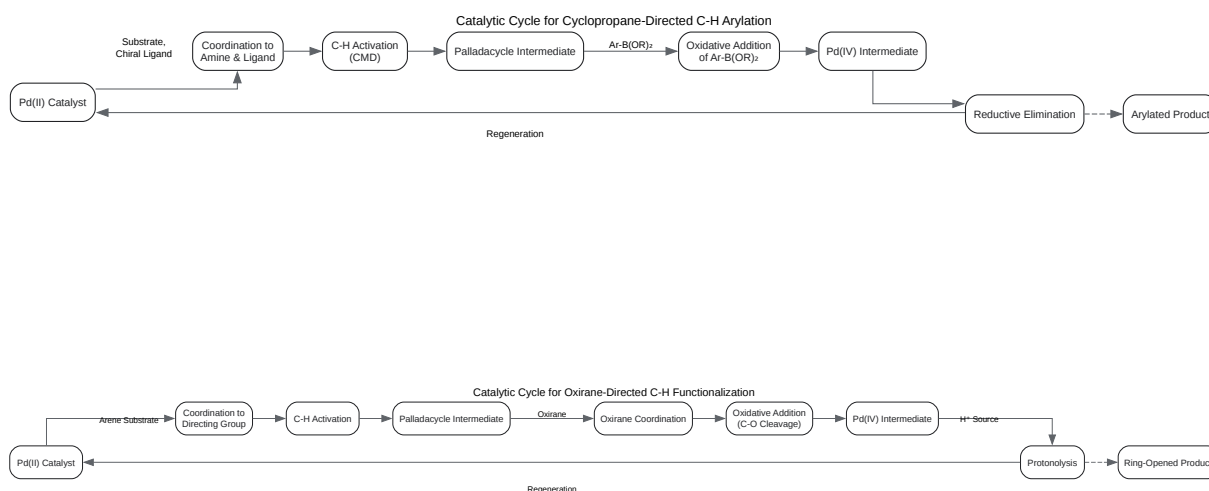 Catalytic Cycle for Cyclopropane-Directed C-H Arylation
Substrate,
Chiral Ligand
Coordination to
Amine & Ligand
C-H Activation
(CMD)
Palladacycle Intermediate
Ar-B(OR)₂
Oxidative Addition
of Ar-B(OR)₂
Pd(IV) Intermediate
Pd(II) Catalyst
Reductive Elimination
Arylated Product
Regeneration
Catalytic Cycle for Oxirane-Directed C-H Functionalization
Arene Substrate
Coordination to
Directing Group
C-H Activation
Palladacycle Intermediate
Oxirane
Oxirane Coordination
Oxidative Addition
(C-O Cleavage)
Pd(IV) Intermediate
H⁺ Source
Pd(II) Catalyst
Protonolysis
Ring-Opened Product
Regeneration